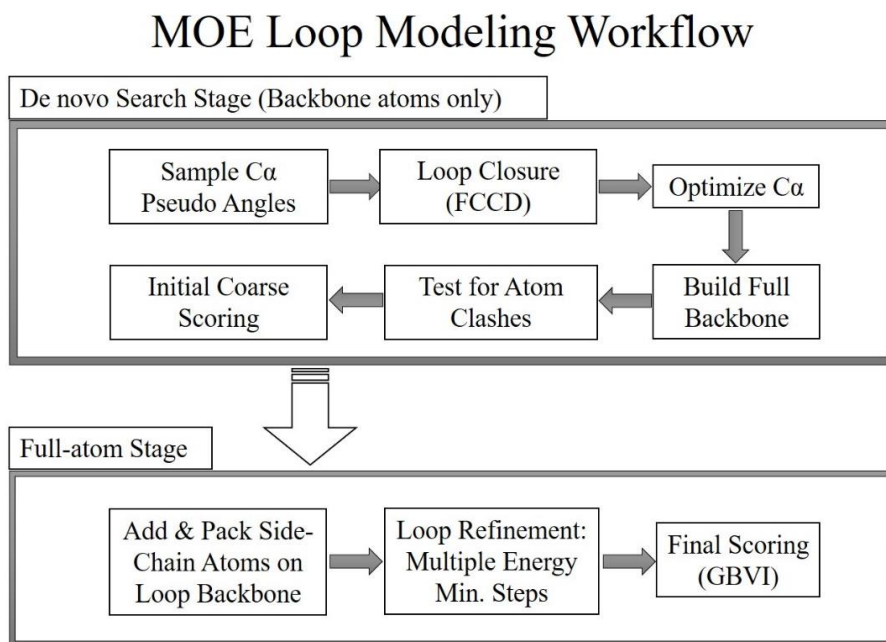 MOE Loop Modeling Workflow
De novo Search Stage (Backbone atoms only)
Sample Cα
Pseudo Angles
Loop Closure
(FCCD)
Optimize Cα
Build Full
Backbone
Test for Atom
Clashes
Initial Coarse
Scoring
Full-atom Stage
Add & Pack Side-
Chain Atoms on
Loop Backbone
Loop Refinement:
Multiple Energy
Min. Steps
Final Scoring
(GBVI)